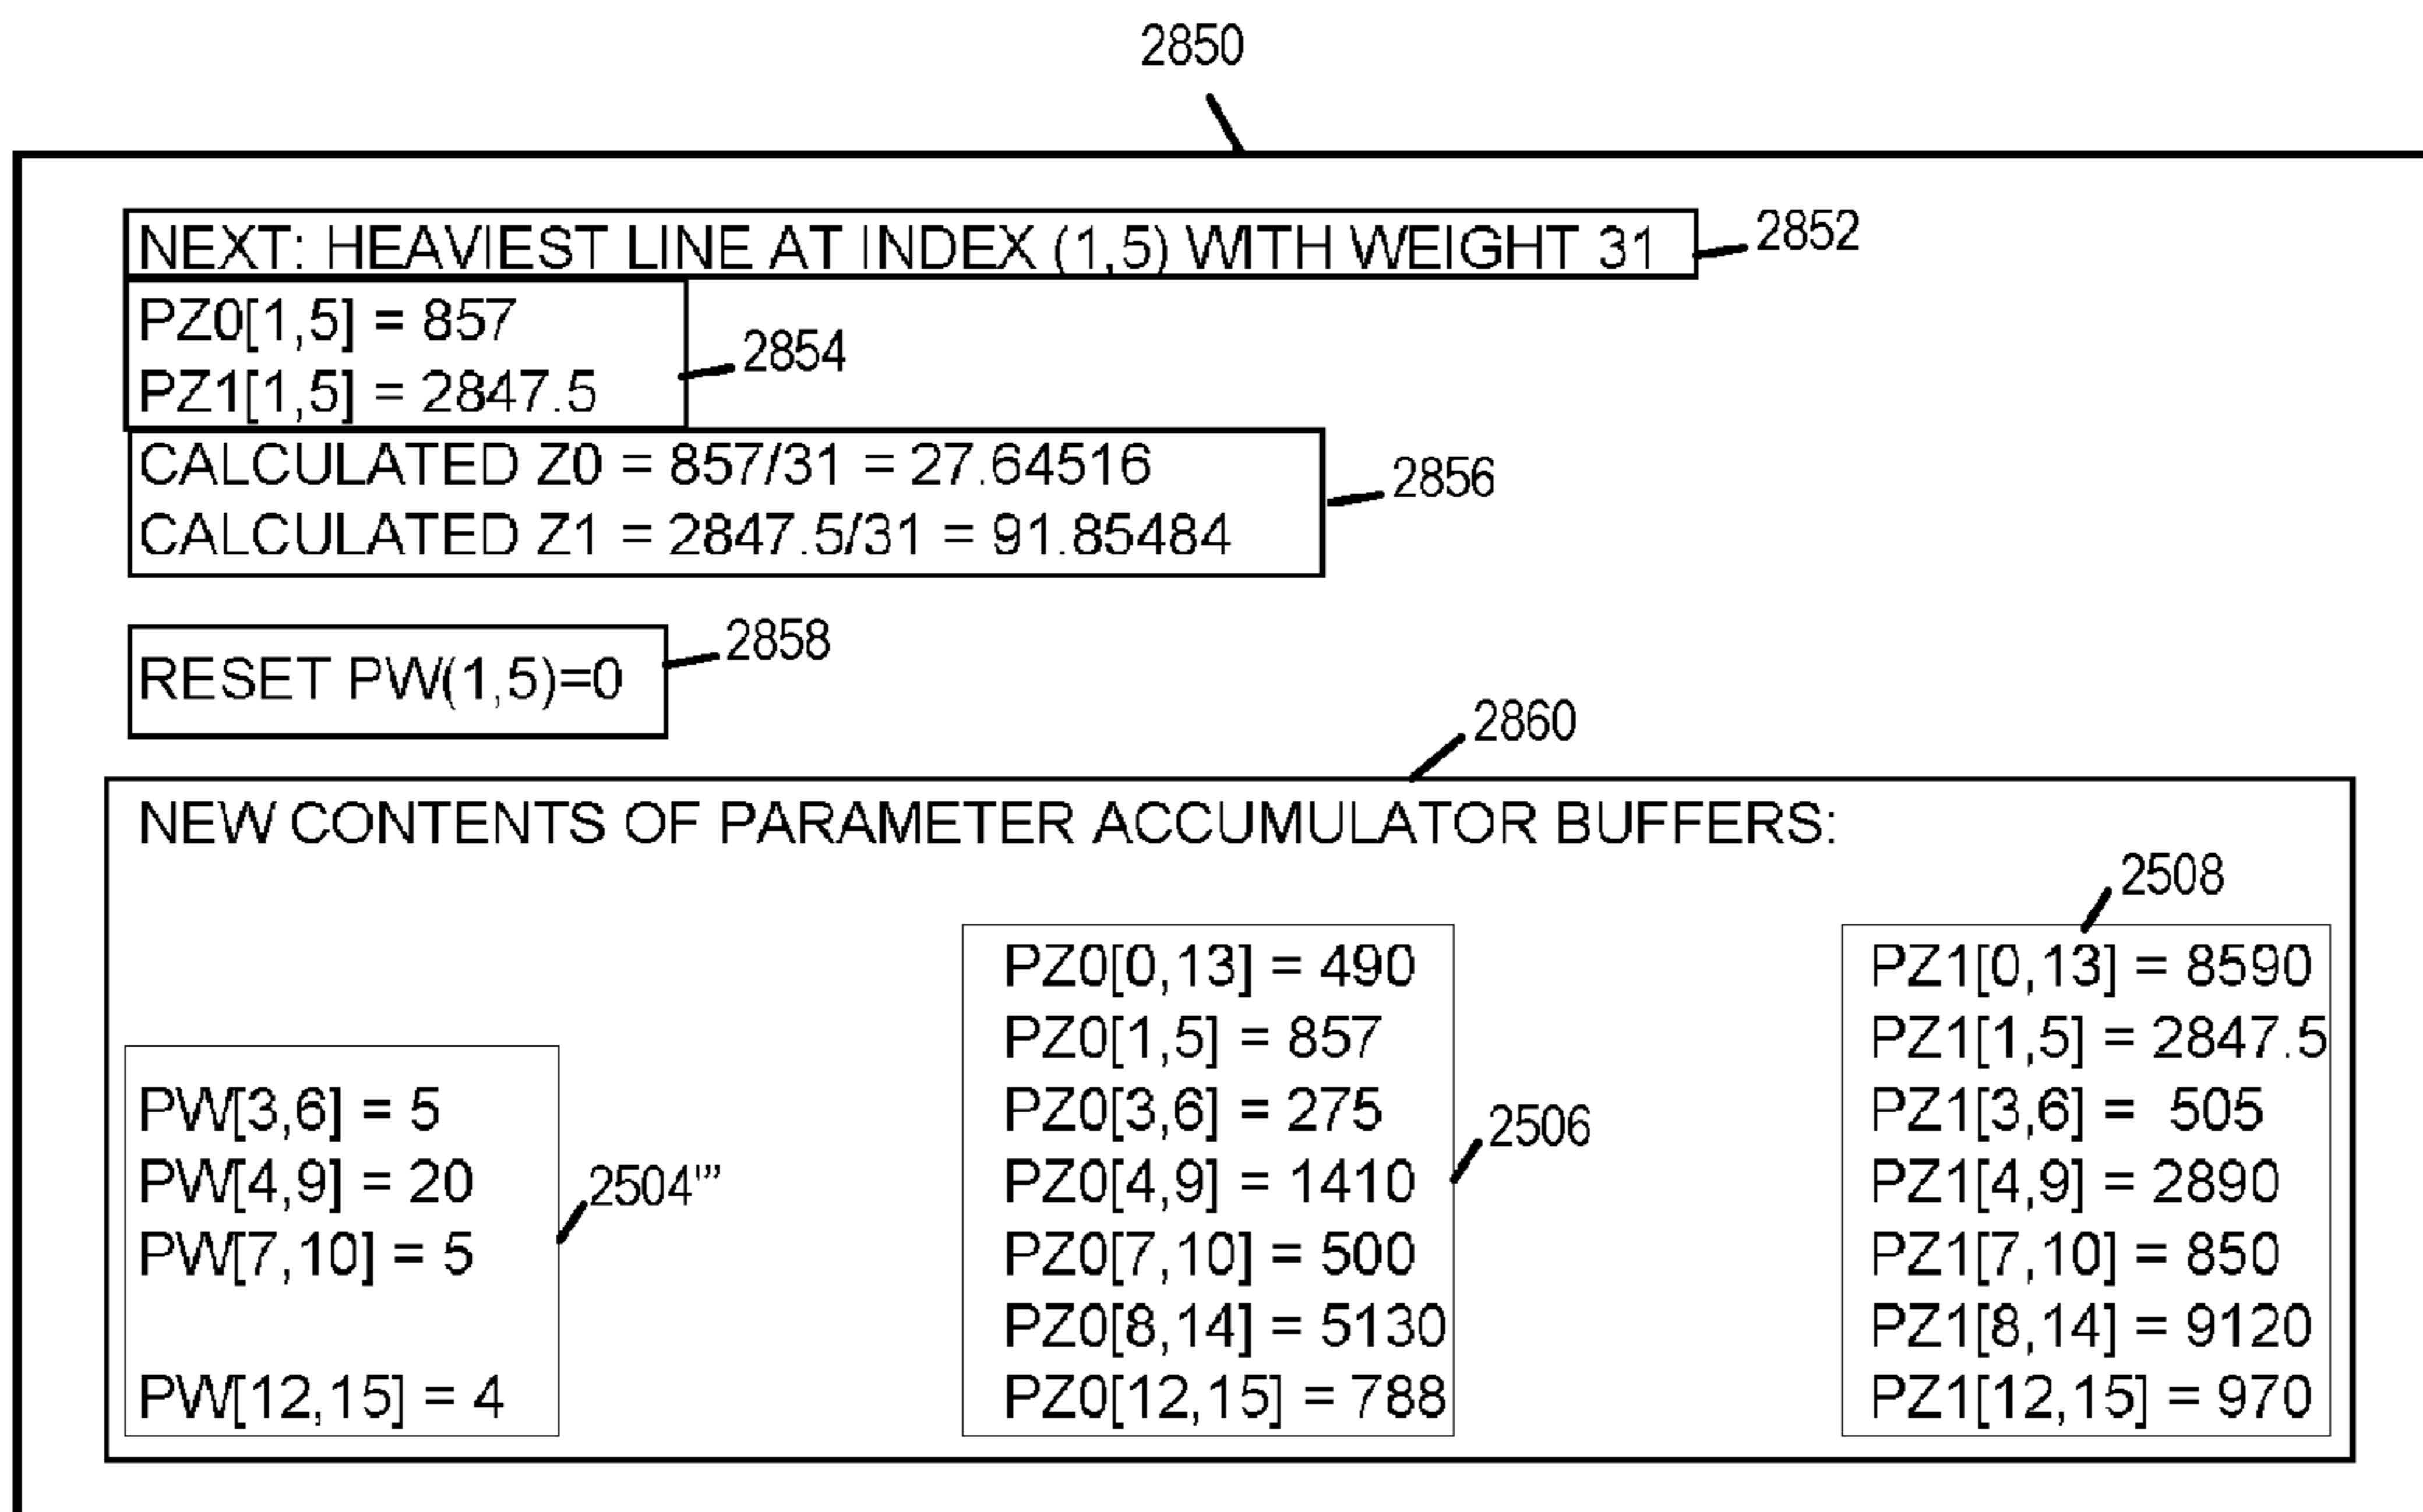 2850
NEXT: HEAVIEST LINE AT INDEX (1,5) WITH WEIGHT 31
2852
PZ0[1,5] = 857
PZ1[1,5] = 2847.5
2854
CALCULATED Z0 = 857/31 = 27.64516
CALCULATED Z1 = 2847.5/31 = 91.85484
2856
RESET PW(1,5)=0
2858
2860
NEW CONTENTS OF PARAMETER ACCUMULATOR BUFFERS:
PW[3,6] = 5
PW[4,9] = 20
PW[7,10] = 5
PW[12,15] = 4
2504'''
PZ0[0,13] = 490
PZ0[1,5] = 857
PZ0[3,6] = 275
PZ0[4,9] = 1410
PZ0[7,10] = 500
PZ0[8,14] = 5130
PZ0[12,15] = 788
2506
2508
PZ1[0,13] = 8590
PZ1[1,5] = 2847.5
PZ1[3,6] = 505
PZ1[4,9] = 2890
PZ1[7,10] = 850
PZ1[8,14] = 9120
PZ1[12,15] = 970